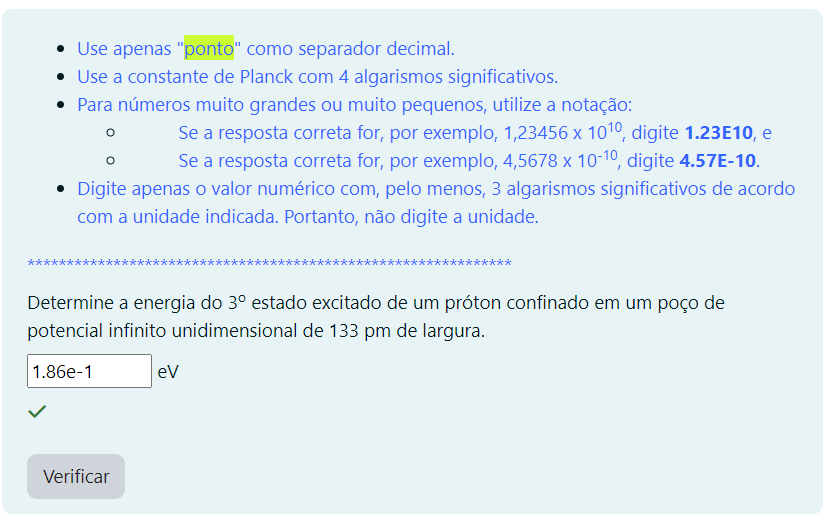 Use apenas "ponto" como separador decimal.
Use a constante de Planck com 4 algarismos significativos.
Para números muito grandes ou muito pequenos, utilize a notação:
Se a resposta correta for, por exemplo, 1,23456 x 10^10, digite 1.23E10, e
Se a resposta correta for, por exemplo, 4,5678 x 10^-10, digite 4.57E-10.
Digite apenas o valor numérico com, pelo menos, 3 algarismos significativos de acordo
com a unidade indicada. Portanto, não digite a unidade.
**************************************************************
Determine a energia do 3º estado excitado de um próton confinado em um poço de
potencial infinito unidimensional de 133 pm de largura.
1.86e-1 eV
Verificar